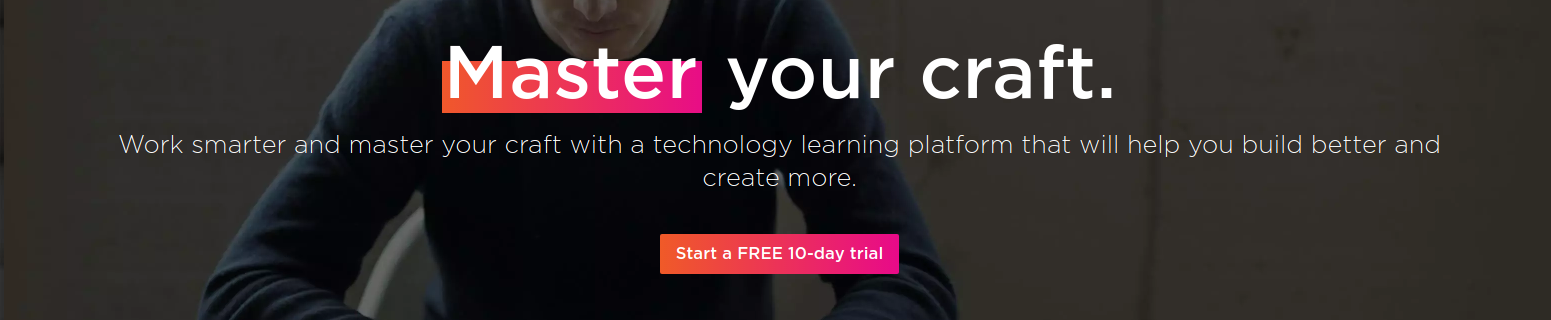 Master your craft.
Work smarter and master your craft with a technology learning platform that will help you build better and
create more.
Start a FREE 10-day trial